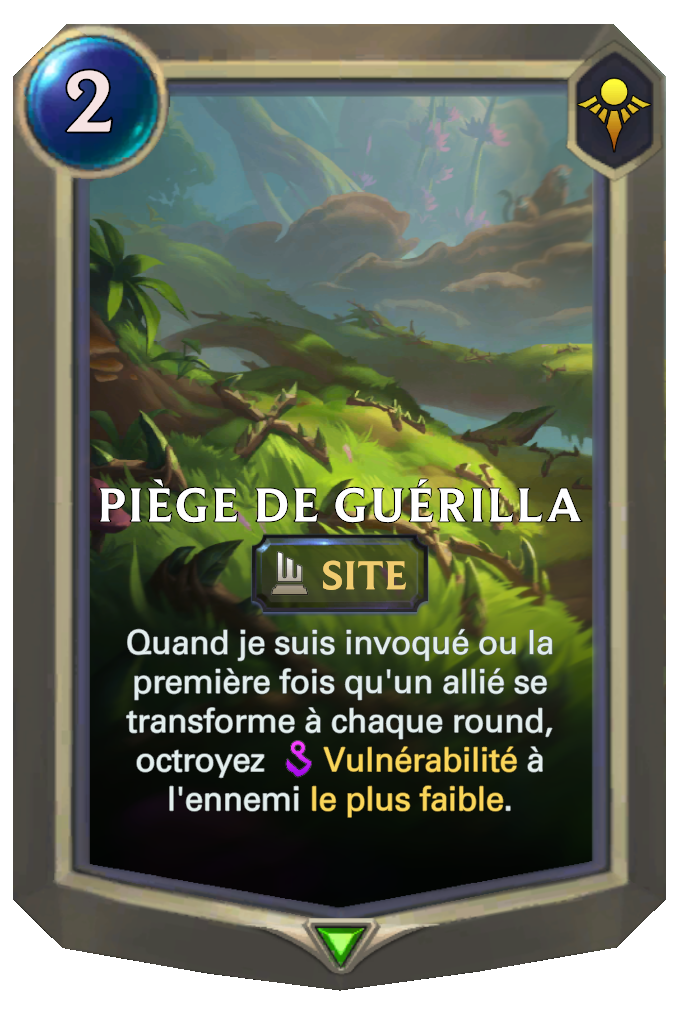 2
PIÈGE DE GUÉRILLA
SITE
Quand je suis invoqué ou la
première fois qu'un allié se
transforme à chaque round,
octroyez Vulnérabilité à
l'ennemi le plus faible.